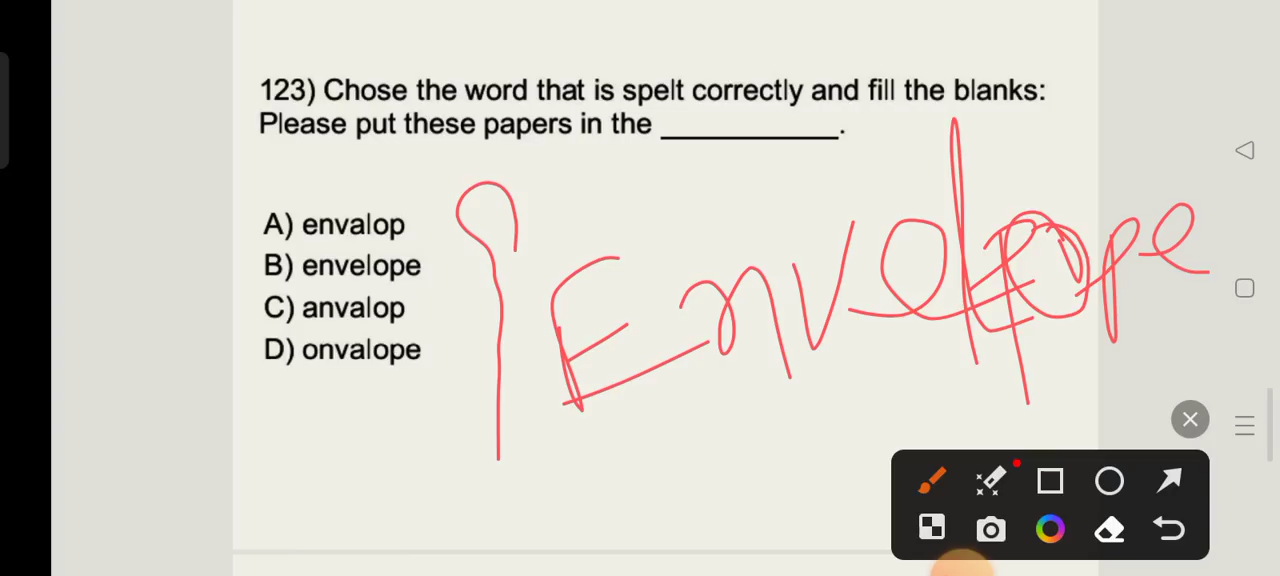 123) Chose the word that is spelt correctly and fill the blanks:
Please put these papers in the ___________.
A) envalop
B) envelope
C) anvalop
D) onvalope
Envelope